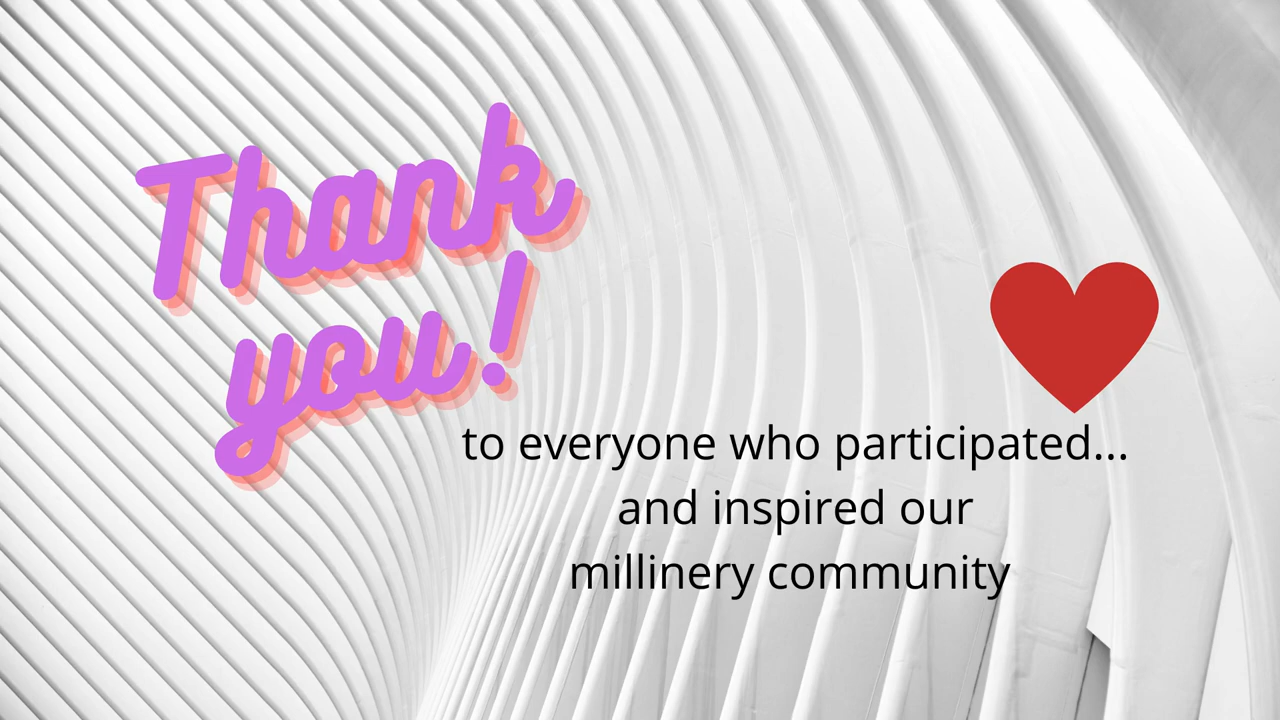 Thank
you!
to everyone who participated...
and inspired our
millinery community